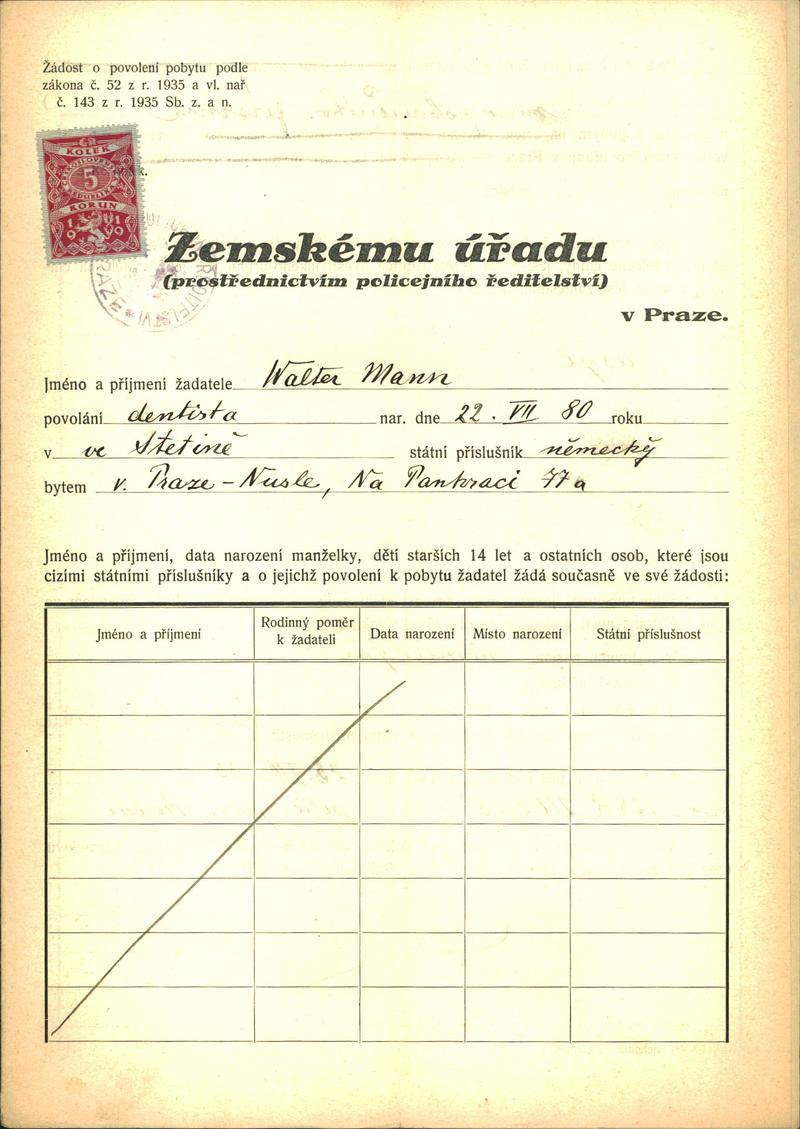 Žádost o povolení pobytu podle
zákona č. 52 z r. 1935 a vl. nař
č. 143 z r. 1935 Sb. z. a n.
KOLEK
5
KORUN
1919
Zemskému úřadu
(prostřednictvím policejního ředitelství)
v Praze.
Jméno a příjmení žadatele Walter Mann
povolání dentista nar. dne 22. VII 80 roku
v ve Štetině státní příslušník německý
bytem v. Praze - Nusle, Na Pankraci 77a
Jméno a příjmení, data narození manželky, dětí starších 14 let a ostatních osob, které jsou
cizími státními příslušníky a o jejichž povolení k pobytu žadatel žádá současně ve své žádosti:
Jméno a příjmení Rodinný poměr k žadateli Data narození Místo narození Státní příslušnost